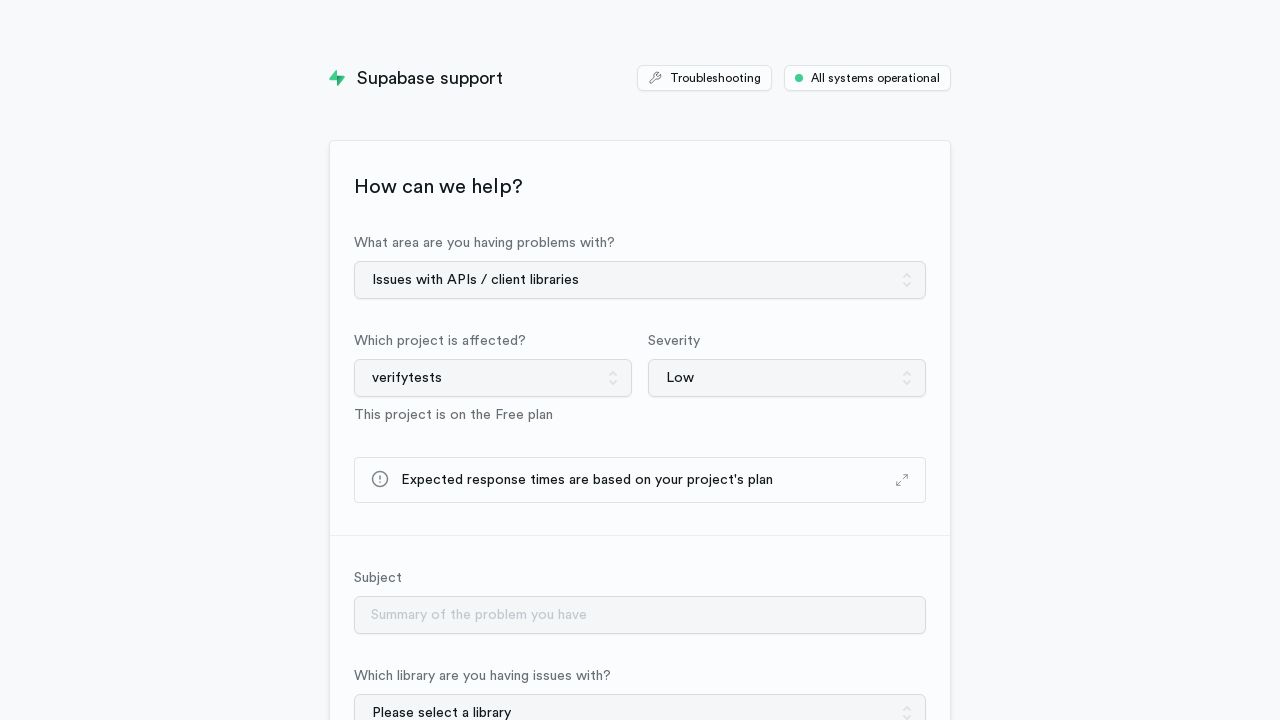 Supabase support
Troubleshooting
All systems operational
How can we help?
What area are you having problems with?
Issues with APIs / client libraries
Which project is affected?
Severity
verifytests
Low
This project is on the Free plan
Expected response times are based on your project's plan
Subject
Summary of the problem you have
Which library are you having issues with?
Please select a library